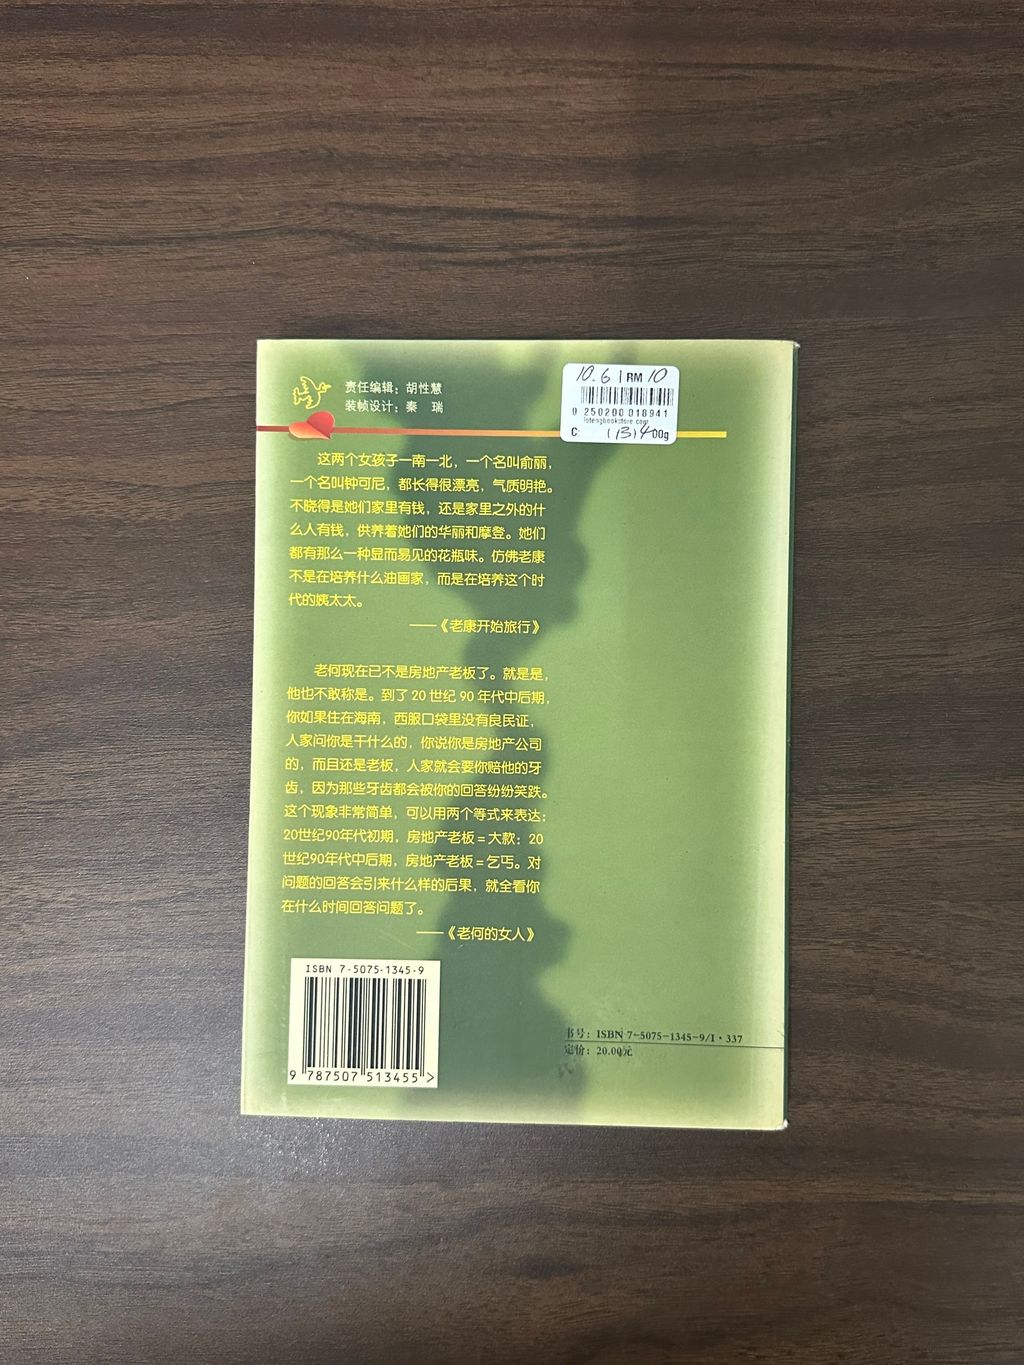 责任编辑：胡性慧
装帧设计：秦 瑞
10.6 | RM 10
0 250200 018941
lotengbookstore.com
C: (13) 400g
这两个女孩子一南一北，一个名叫俞丽，
一个名叫钟可尼，都长得很漂亮，气质明艳。
不晓得是她们家里有钱，还是家里之外的什
么人有钱，供养着她们的华丽和摩登。她们
都有那么一种显而易见的花瓶味。仿佛老康
不是在培养什么油画家，而是在培养这个时
代的姨太太。
——《老康开始旅行》
老何现在已不是房地产老板了。就是是，
他也不敢称是。到了 20 世纪 90 年代中后期，
你如果住在海南，西服口袋里没有良民证，
人家问你是干什么的，你说你是房地产公司
的，而且还是老板，人家就会要你赔他的牙
齿，因为那些牙齿都会被你的回答纷纷笑跌。
这个现象非常简单，可以用两个等式来表达：
20世纪90年代初期，房地产老板＝大款；20
世纪90年代中后期，房地产老板＝乞丐。对
问题的回答会引来什么样的后果，就全看你
在什么时间回答问题了。
——《老何的女人》
ISBN 7-5075-1345-9
9 787507 513455 >
书号：ISBN 7-5075-1345-9/I·337
定价：20.00元